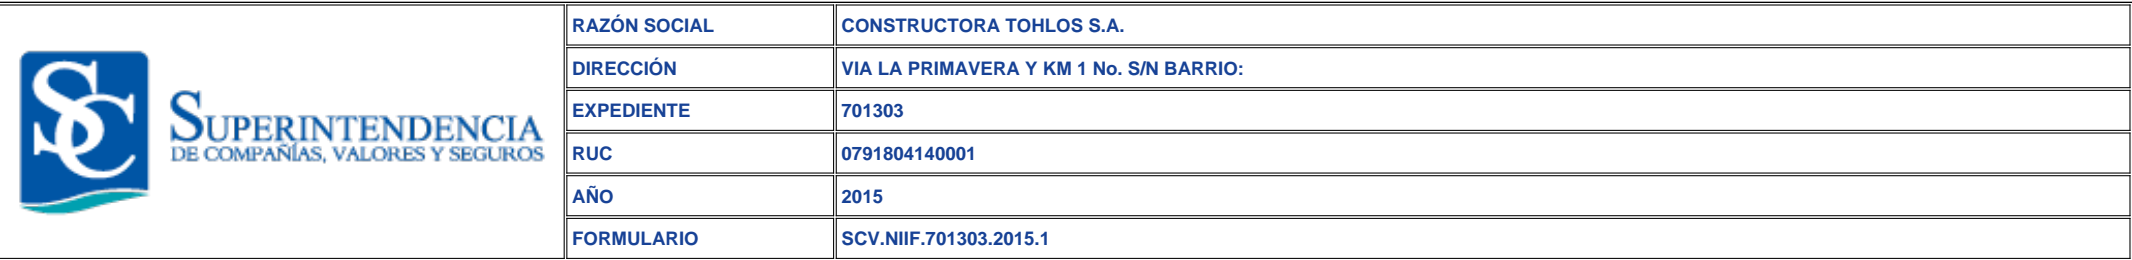 SC
SUPERINTENDENCIA
DE COMPAÑÍAS, VALORES Y SEGUROS
RAZÓN SOCIAL CONSTRUCTORA TOHLOS S.A.
DIRECCIÓN VIA LA PRIMAVERA Y KM 1 No. S/N BARRIO:
EXPEDIENTE 701303
RUC 0791804140001
AÑO 2015
FORMULARIO SCV.NIIF.701303.2015.1